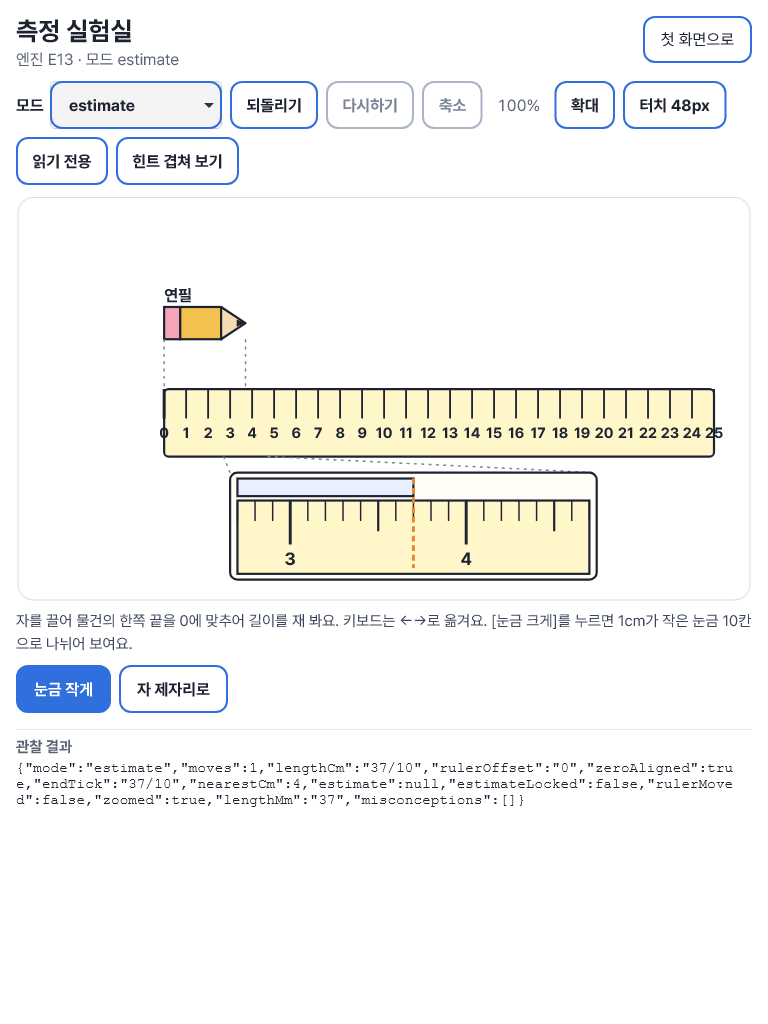 측정 실험실
엔진 E13 · 모드 estimate
첫 화면으로
모드 estimate 되돌리기 다시하기 축소 100% 확대 터치 48px
읽기 전용 힌트 겹쳐 보기
연필
0 1 2 3 4 5 6 7 8 9 10 11 12 13 14 15 16 17 18 19 20 21 22 23 24 25
3 4
자를 끌어 물건의 한쪽 끝을 0에 맞추어 길이를 재 봐요. 키보드는 ←→로 옮겨요. [눈금 크게]를 누르면 1cm가 작은 눈금 10칸
으로 나뉘어 보여요.
눈금 작게 자 제자리로
관찰 결과
{"mode":"estimate","moves":1,"lengthCm":"37/10","rulerOffset":"0","zeroAligned":tru
e,"endTick":"37/10","nearestCm":4,"estimate":null,"estimateLocked":false,"rulerMove
d":false,"zoomed":true,"lengthMm":"37","misconceptions":[]}